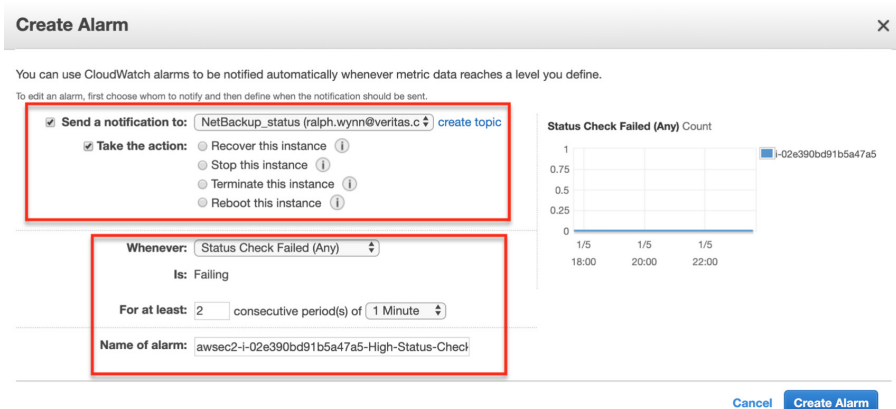 Create Alarm
×
You can use CloudWatch alarms to be notified automatically whenever metric data reaches a level you define.
To edit an alarm, first choose whom to notify and then define when the notification should be sent.
Send a notification to: NetBackup_status (ralph.wynn@veritas.c create topic
Take the action: Recover this instance i
Stop this instance i
Terminate this instance i
Reboot this instance i
Whenever: Status Check Failed (Any)
Is: Failing
For at least: 2 consecutive period(s) of 1 Minute
Name of alarm: awsec2-i-02e390bd91b5a47a5-High-Status-Check
Status Check Failed (Any) Count
1
0.75
0.5
0.25
0
1/5 1/5 1/5
18:00 20:00 22:00
i-02e390bd91b5a47a5
Cancel Create Alarm